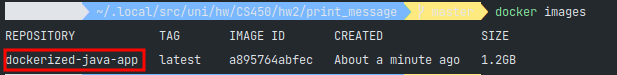 ~/.local/src/uni/hw/CS450/hw2/print_message docker images
REPOSITORY TAG IMAGE ID CREATED SIZE
dockerized-java-app latest a895764abfec About a minute ago 1.2GB